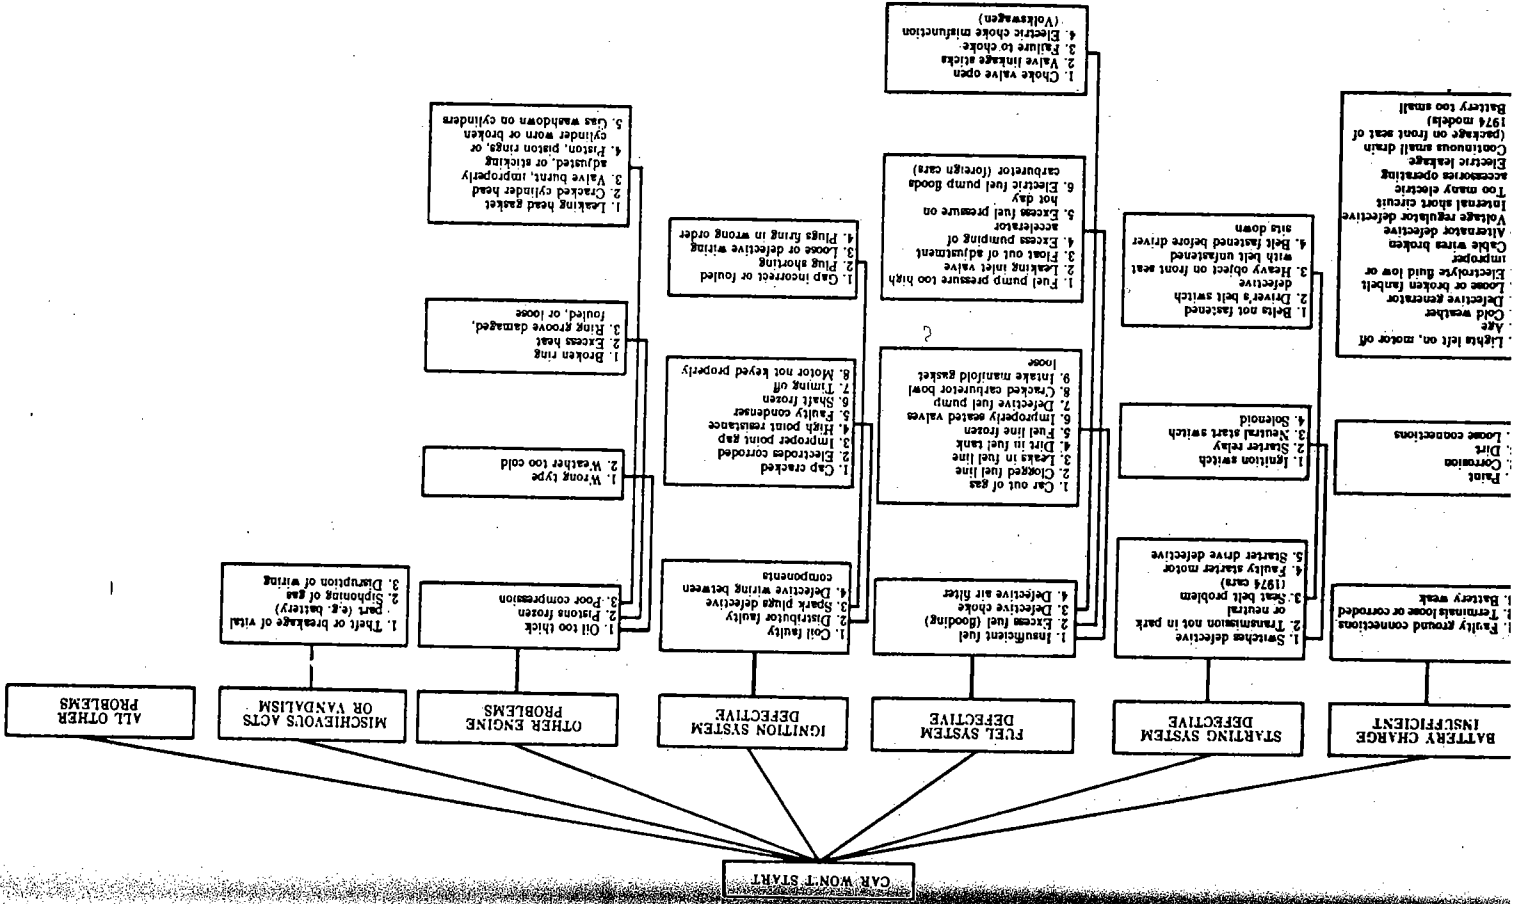 CAR WON'T START
BATTERY CHARGE
INSUFFICIENT
STARTING SYSTEM
DEFECTIVE
FUEL SYSTEM
DEFECTIVE
IGNITION SYSTEM
DEFECTIVE
OTHER ENGINE
PROBLEMS
MISCHIEVOUS ACTS
OR VANDALISM
ALL OTHER
PROBLEMS
Faulty ground connections
Terminals loose or corroded
Battery weak
Paint
Corrosion
Dirt
Loose connections
Lights left on, motor off
Age
Cold weather
Defective generator
Loose or broken fanbelt
Electrolyte fluid low or
improper
Cable wires broken
Alternator defective
Voltage regulator defective
Internal short circuit
Too many electric
accessories operating
Electric leakage
Continuous small drain
(package on front seat of
1974 models)
Battery too small
1. Switches defective
2. Transmission not in park
or neutral
3. Seat belt problem
(1974 cars)
4. Faulty starter motor
5. Starter drive defective
1. Ignition switch
2. Starter relay
3. Neutral start switch
4. Solenoid
1. Belts not fastened
2. Driver's belt switch
defective
3. Heavy object on front seat
with belt unfastened
4. Belt fastened before driver
sits down
1. Insufficient fuel
2. Excess fuel (flooding)
3. Defective choke
4. Defective air filter
1. Car out of gas
2. Clogged fuel line
3. Leaks in fuel line
4. Dirt in fuel tank
5. Fuel line frozen
6. Improperly seated valves
7. Defective fuel pump
8. Cracked carburetor bowl
9. Intake manifold gasket
loose
?
1. Fuel pump pressure too high
2. Leaking inlet valve
3. Float out of adjustment
4. Excess pumping of
accelerator
5. Excess fuel pressure on
hot day
6. Electric fuel pump floods
carburetor (foreign cars)
1. Choke valve open
2. Valve linkage sticks
3. Failure to choke
4. Electric choke misfunction
(Volkswagen)
1. Coil faulty
2. Distributor faulty
3. Spark plugs defective
4. Defective wiring between
components
1. Cap cracked
2. Electrodes corroded
3. Improper point gap
4. High point resistance
5. Faulty condenser
6. Shaft frozen
7. Timing off
8. Motor not keyed properly
1. Gap incorrect or fouled
2. Plug shorting
3. Loose or defective wiring
4. Plugs firing in wrong order
1. Oil too thick
2. Pistons frozen
3. Poor compression
1. Wrong type
2. Weather too cold
1. Broken ring
2. Excess heat
3. Ring groove damaged,
fouled, or loose
1. Leaking head gasket
2. Cracked cylinder head
3. Valve burnt, improperly
adjusted, or sticking
4. Piston, piston rings, or
cylinder worn or broken
5. Gas washdown on cylinders
1. Theft or breakage of vital
part (e.g. battery)
2. Siphoning of gas
3. Disruption of wiring